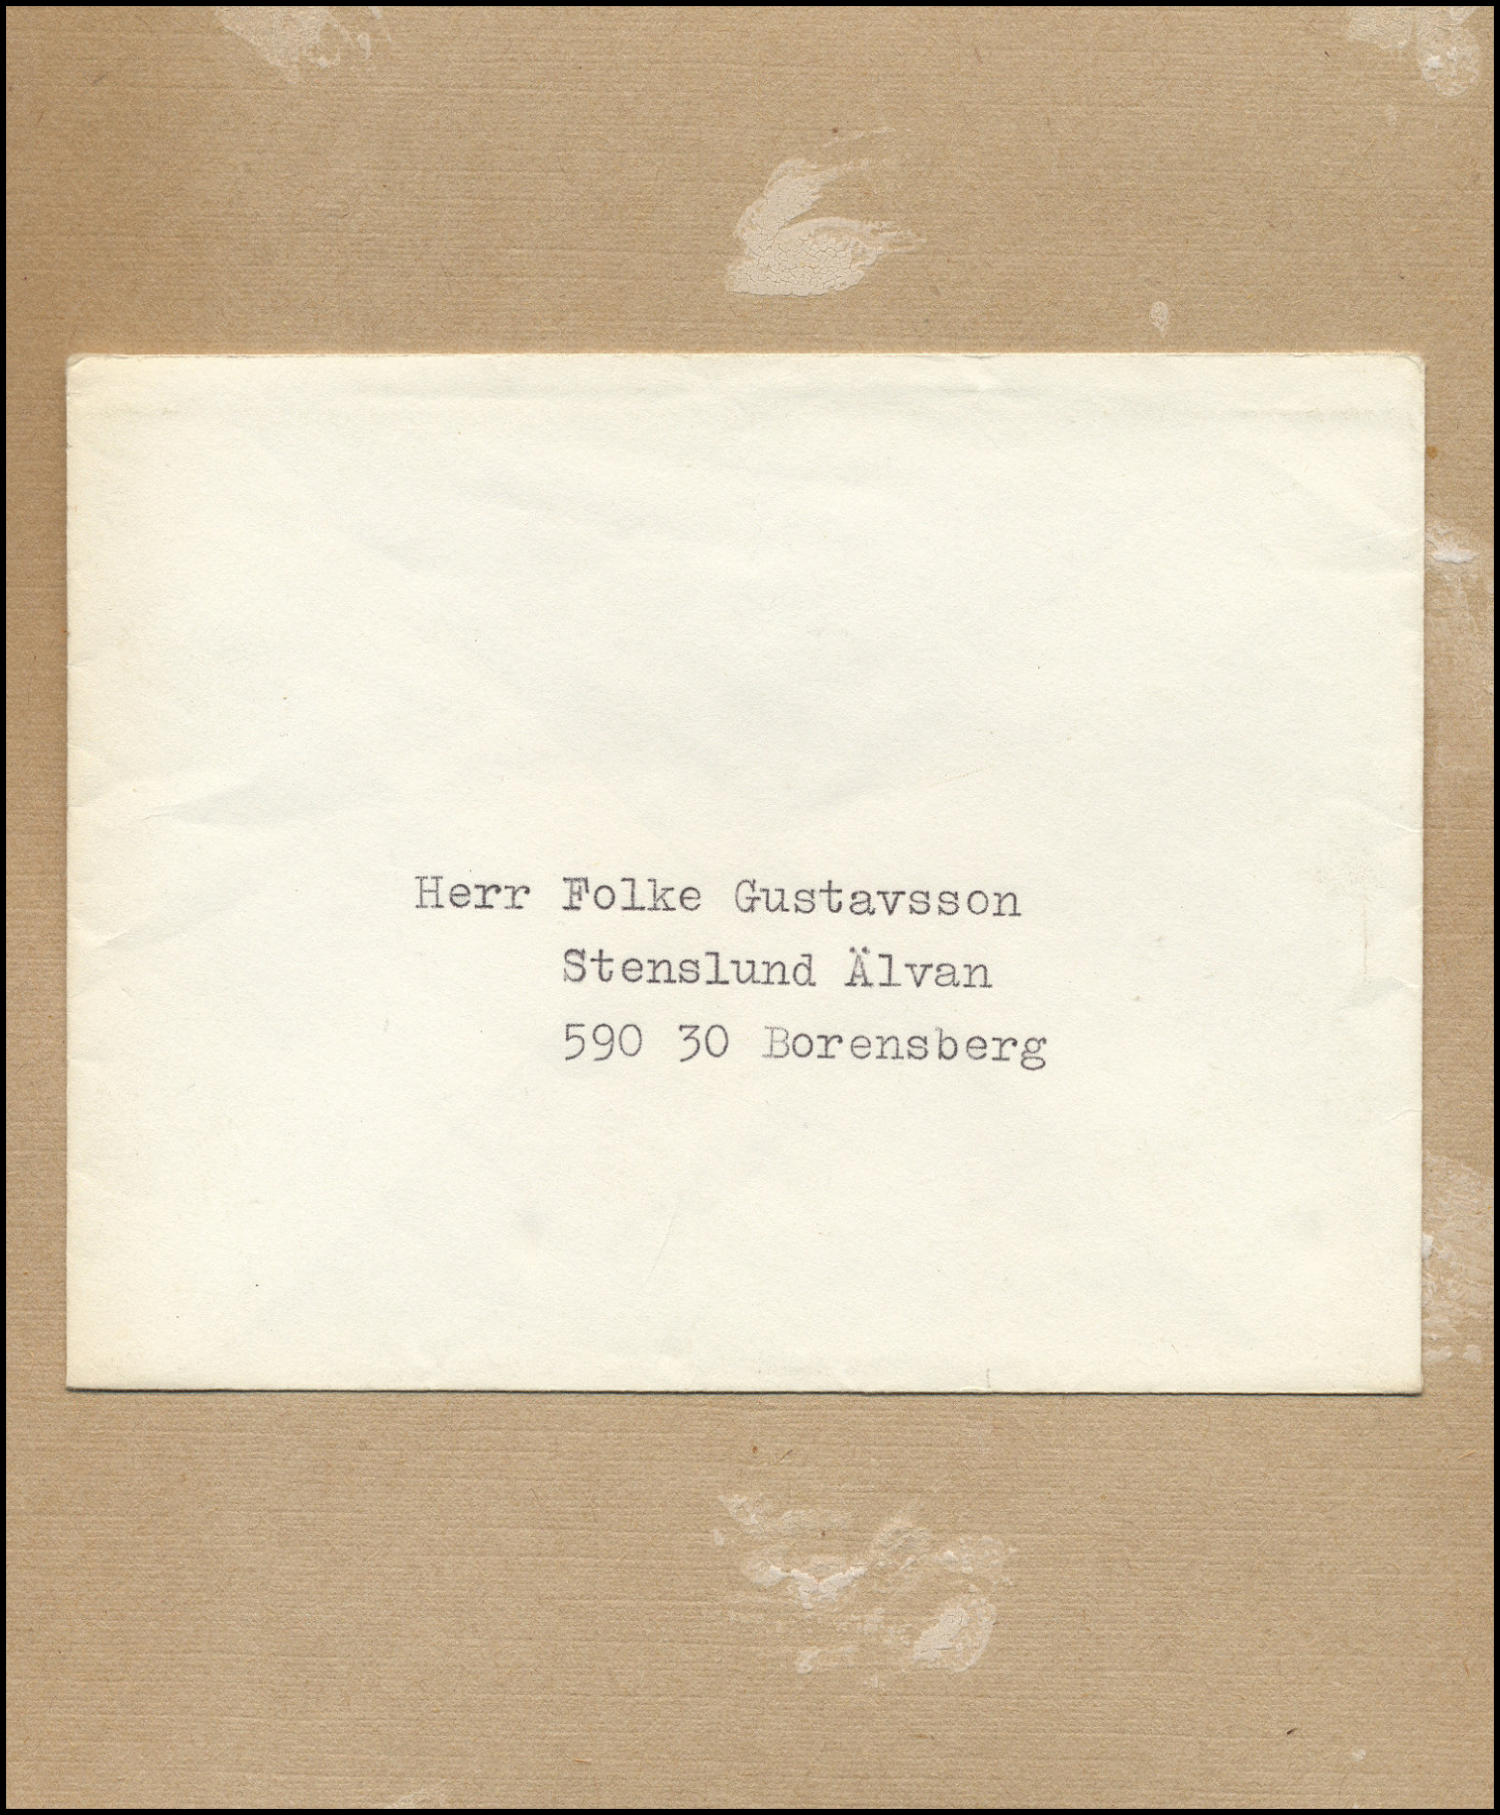 Herr Folke Gustavsson
Stenslund Älvan
590 30 Borensberg